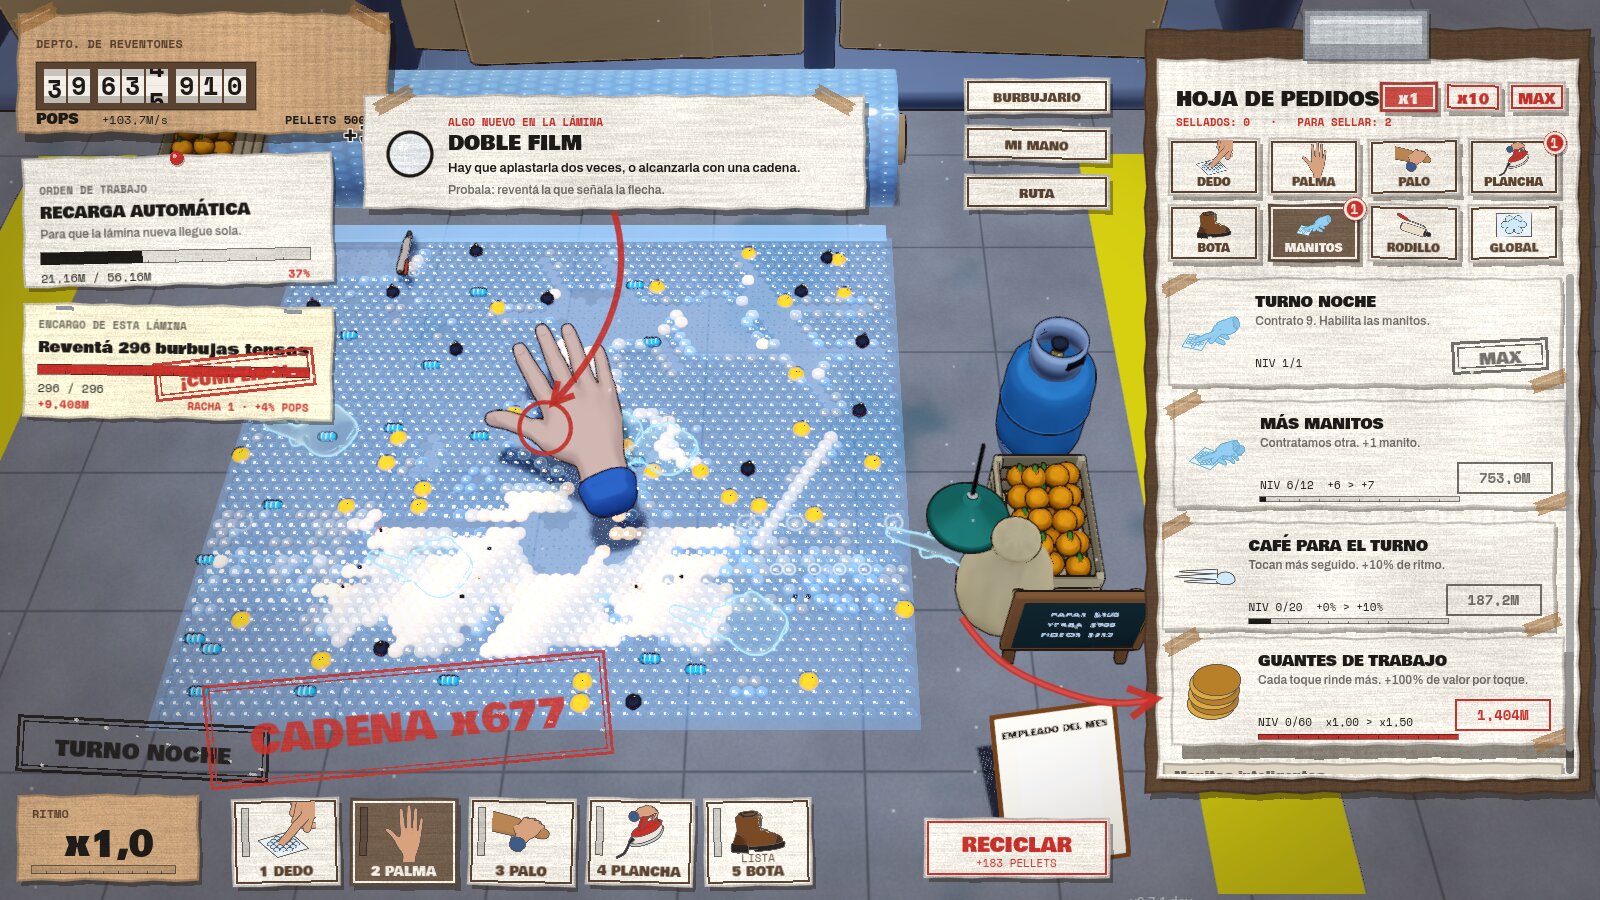 DEPTO. DE REVENTONES
910
POPS +103,7M/s PELLETS 500
ORDEN DE TRABAJO
RECARGA AUTOMÁTICA
Para que la lámina nueva llegue sola.
21,16M / 56,16M 37%
ENCARGO DE ESTA LÁMINA
Reventá 296 burbujas tensas
296 / 296
+9,408M RACHA 1 · +4% POPS
ALGO NUEVO EN LA LÁMINA
DOBLE FILM
Hay que aplastarla dos veces, o alcanzarla con una cadena.
Probala: reventá la que señala la flecha.
BURBUJARIO
MI MANO
RUTA
HOJA DE PEDIDOS x1 x10 MAX
SELLADOS: 0 · PARA SELLAR: 2
DEDO PALMA PALO PLANCHA 1
BOTA MANITOS 1 RODILLO GLOBAL
TURNO NOCHE
Contrato 9. Habilita las manitos.
NIV 1/1 MAX
MÁS MANITOS
Contratamos otra. +1 manito.
NIV 6/12 +6 > +7 753,0M
CAFÉ PARA EL TURNO
Tocan más seguido. +10% de ritmo.
NIV 0/20 +0% > +10% 187,2M
GUANTES DE TRABAJO
Cada toque rinde más. +100% de valor por toque.
NIV 0/60 x1,00 > x1,50 1,404M
EMPLEADO DEL MES
CADENA x677
TURNO NOCHE
RITMO
x1,0
1 DEDO
2 PALMA
3 PALO
4 PLANCHA
LISTA
5 BOTA
RECICLAR
+183 PELLETS